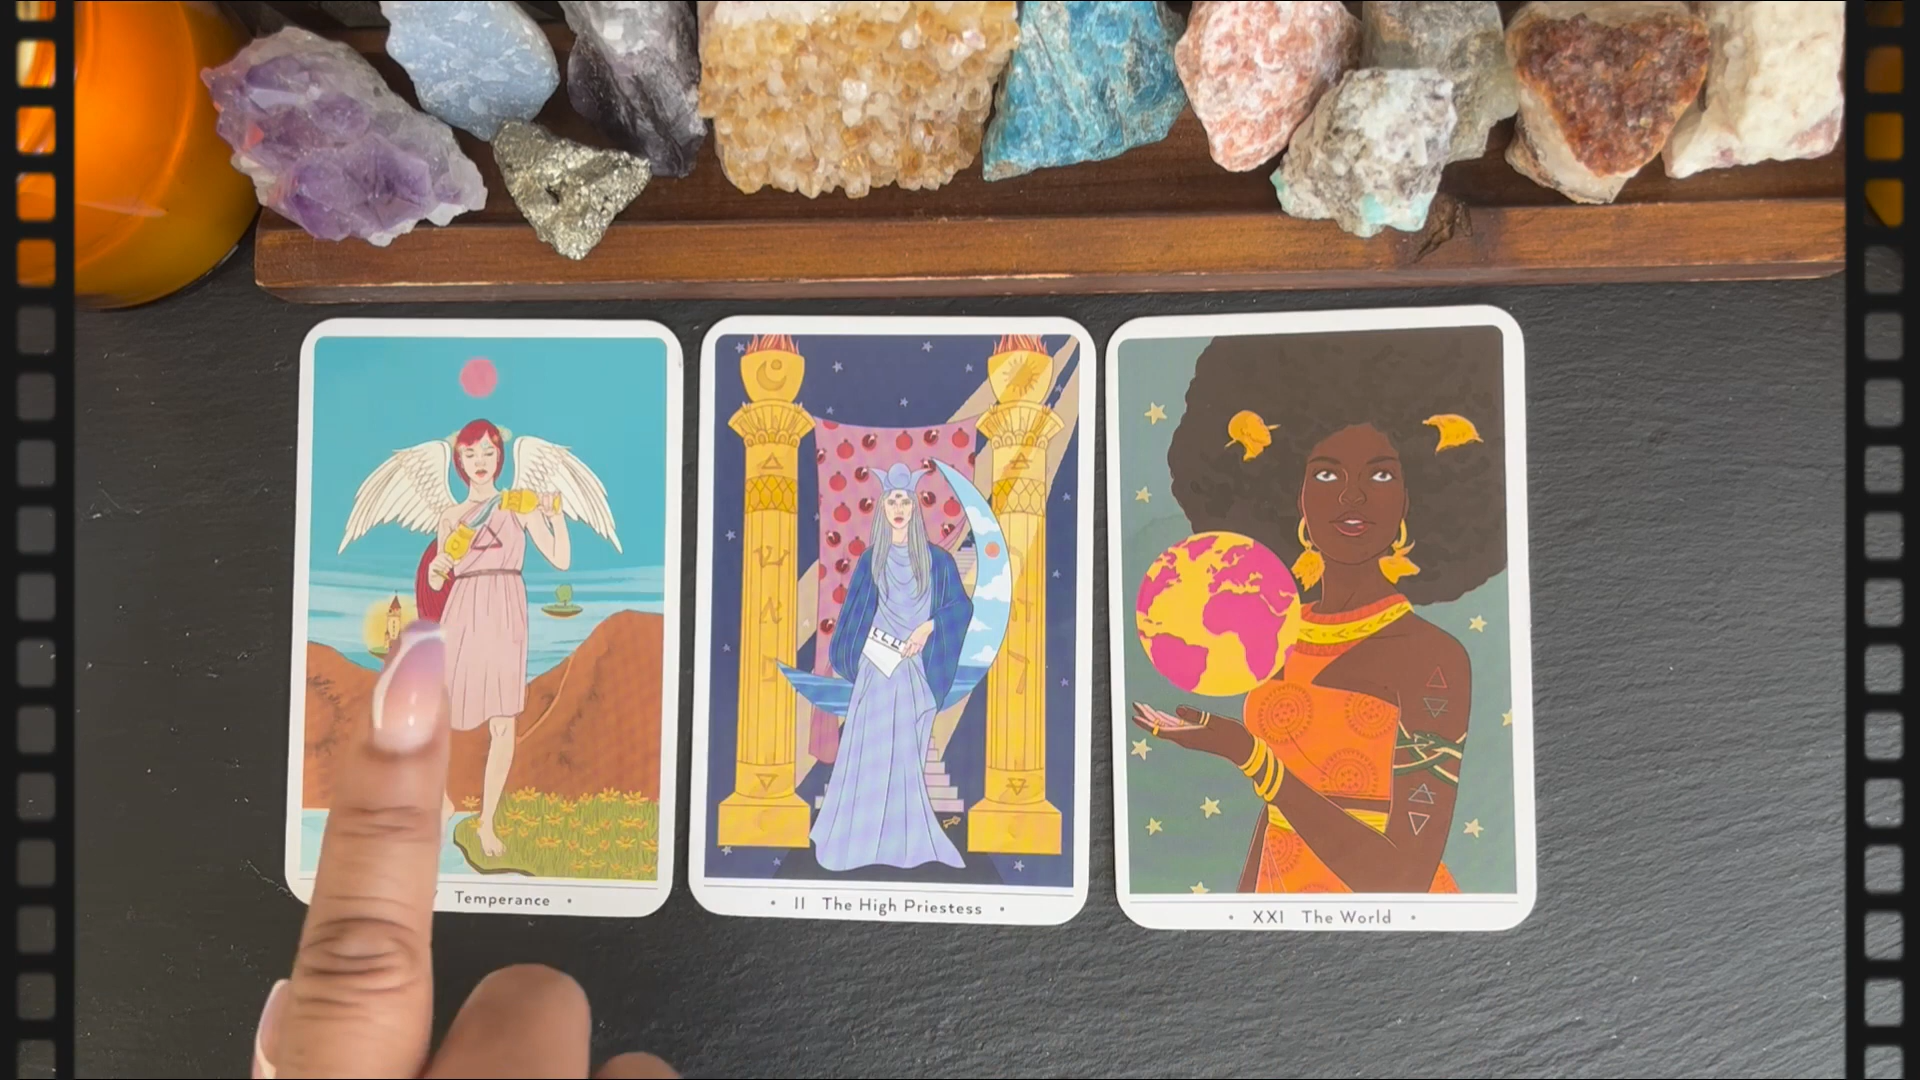 Temperance •
• II The High Priestess •
• XXI The World •